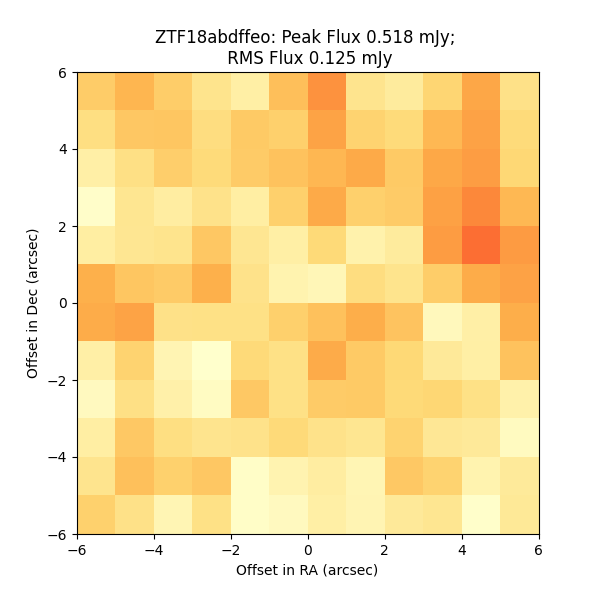 ZTF18abdffeo: Peak Flux 0.518 mJy;
RMS Flux 0.125 mJy
6
4
2
0
−2
−4
−6
Offset in Dec (arcsec)
−6 −4 −2 0 2 4 6
Offset in RA (arcsec)